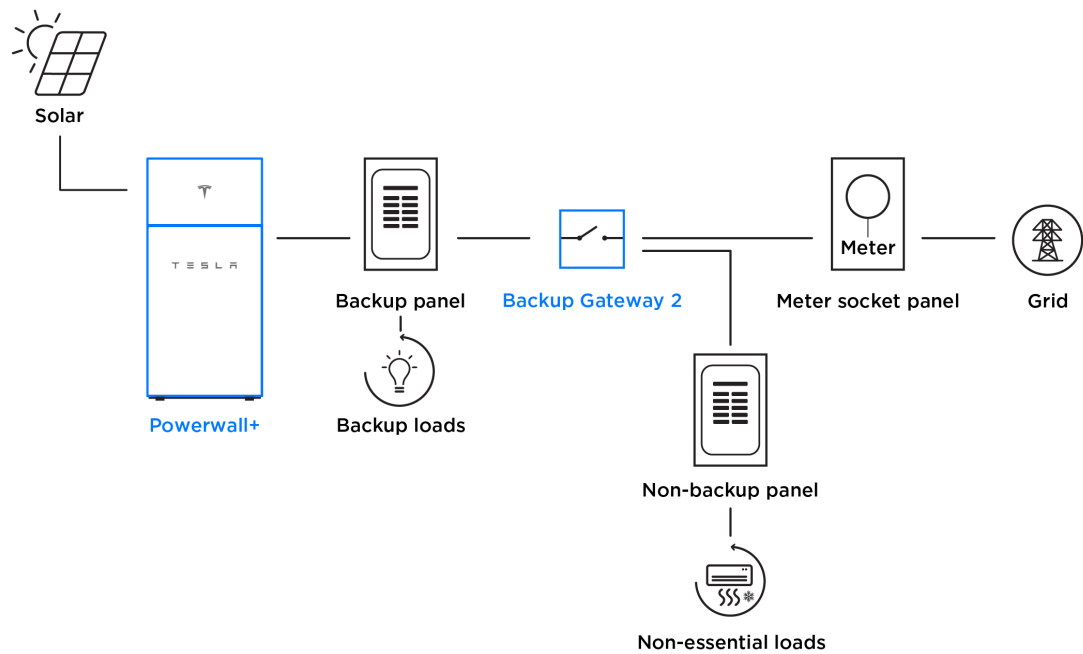 Solar
TESLA
Meter
Backup panel
Backup Gateway 2
Meter socket panel
Grid
Powerwall+
Backup loads
Non-backup panel
Non-essential loads